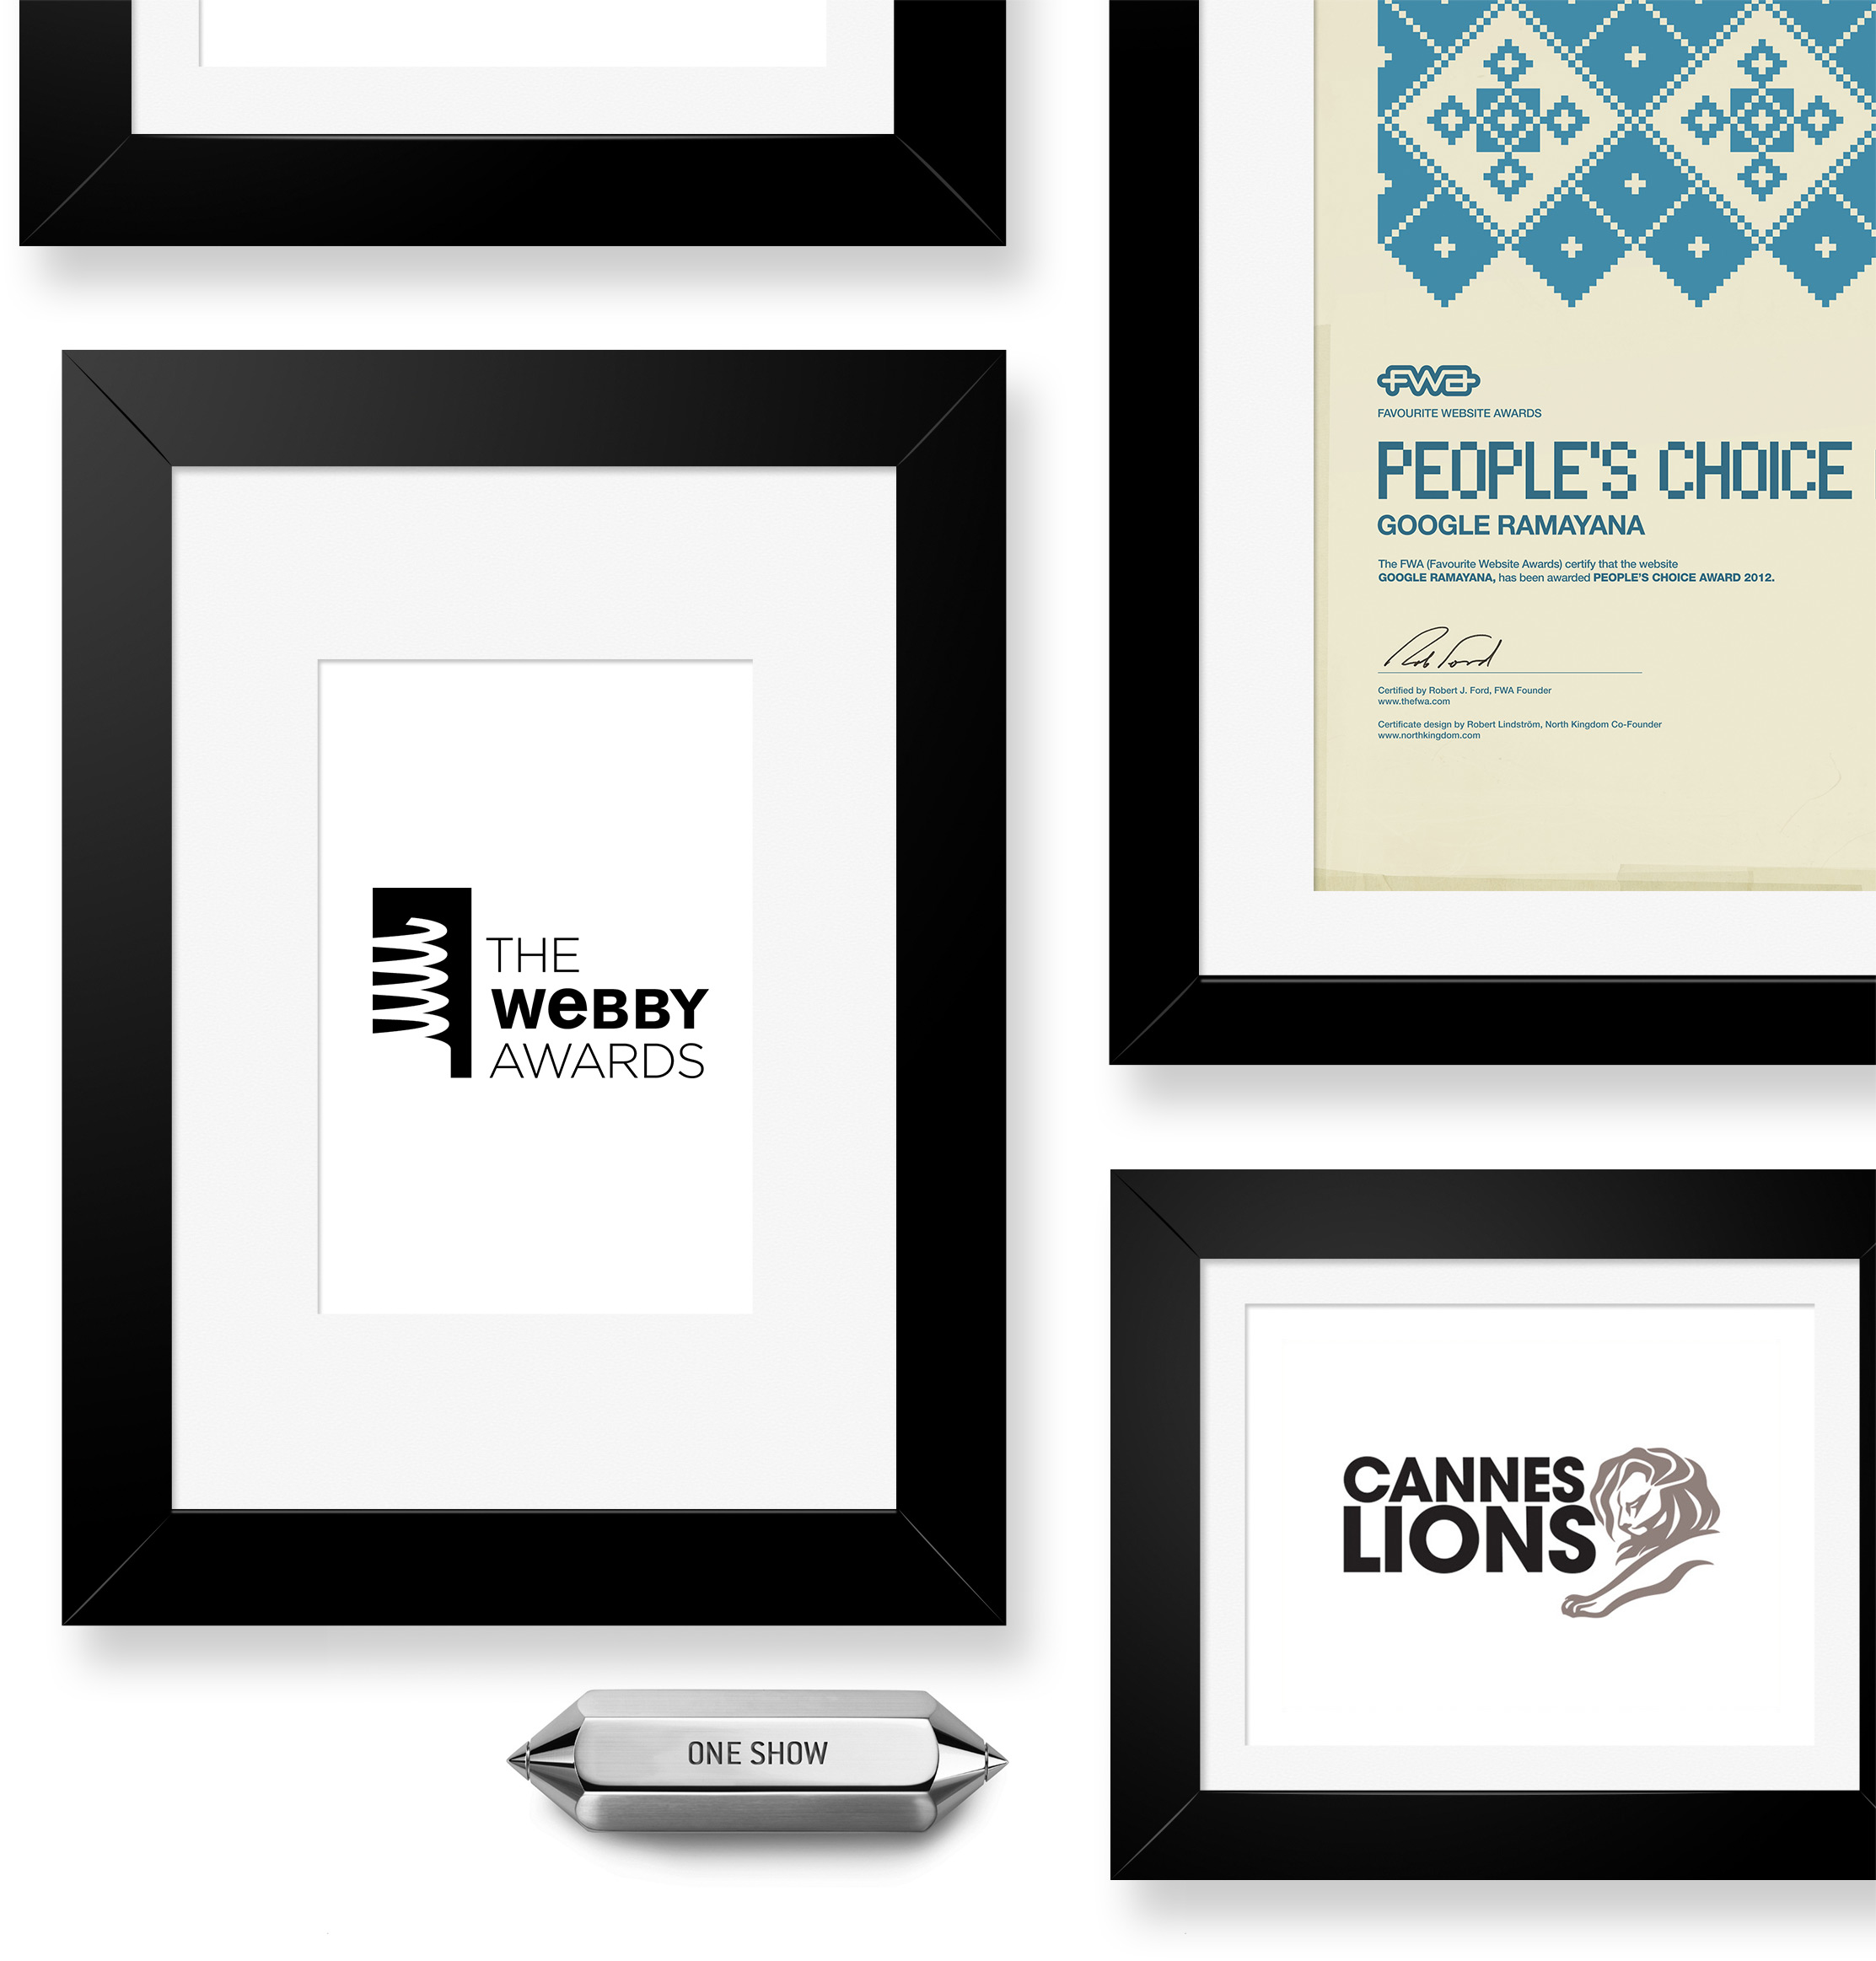 FWA
FAVOURITE WEBSITE AWARDS
PEOPLE'S CHOICE
GOOGLE RAMAYANA
The FWA (Favourite Website Awards) certify that the website
GOOGLE RAMAYANA, has been awarded PEOPLE'S CHOICE AWARD 2012.
Rob Ford
Certified by Robert J. Ford, FWA Founder
www.thefwa.com
Certificate design by Robert Lindström, North Kingdom Co-Founder
www.northkingdom.com
THE
WeBBY
AWARDS
CANNES
LIONS
ONE SHOW